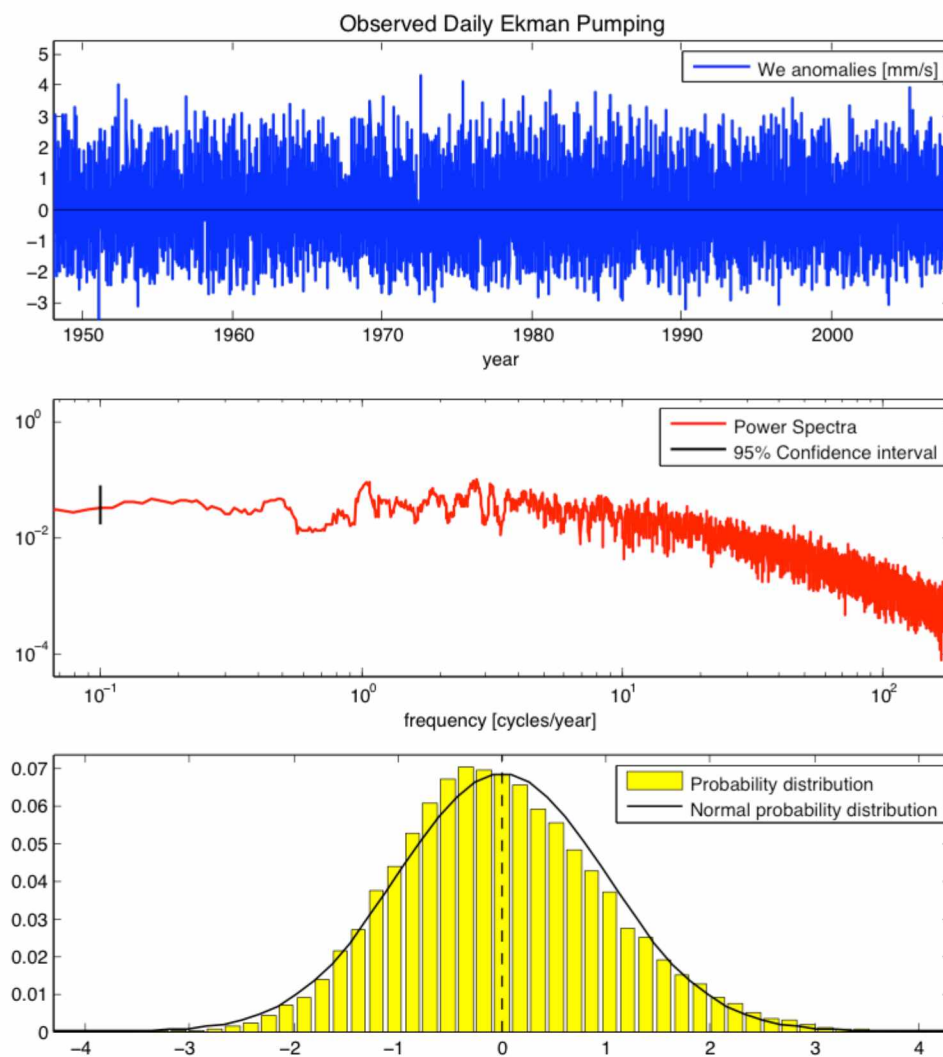 Observed Daily Ekman Pumping
We anomalies [mm/s]
5
4
3
2
1
0
−1
−2
−3
1950 1960 1970 1980 1990 2000
year
Power Spectra
95% Confidence interval
10^0
10^−2
10^−4
10^−1 10^0 10^1 10^2
frequency [cycles/year]
Probability distribution
Normal probability distribution
0.07
0.06
0.05
0.04
0.03
0.02
0.01
0
−4 −3 −2 −1 0 1 2 3 4